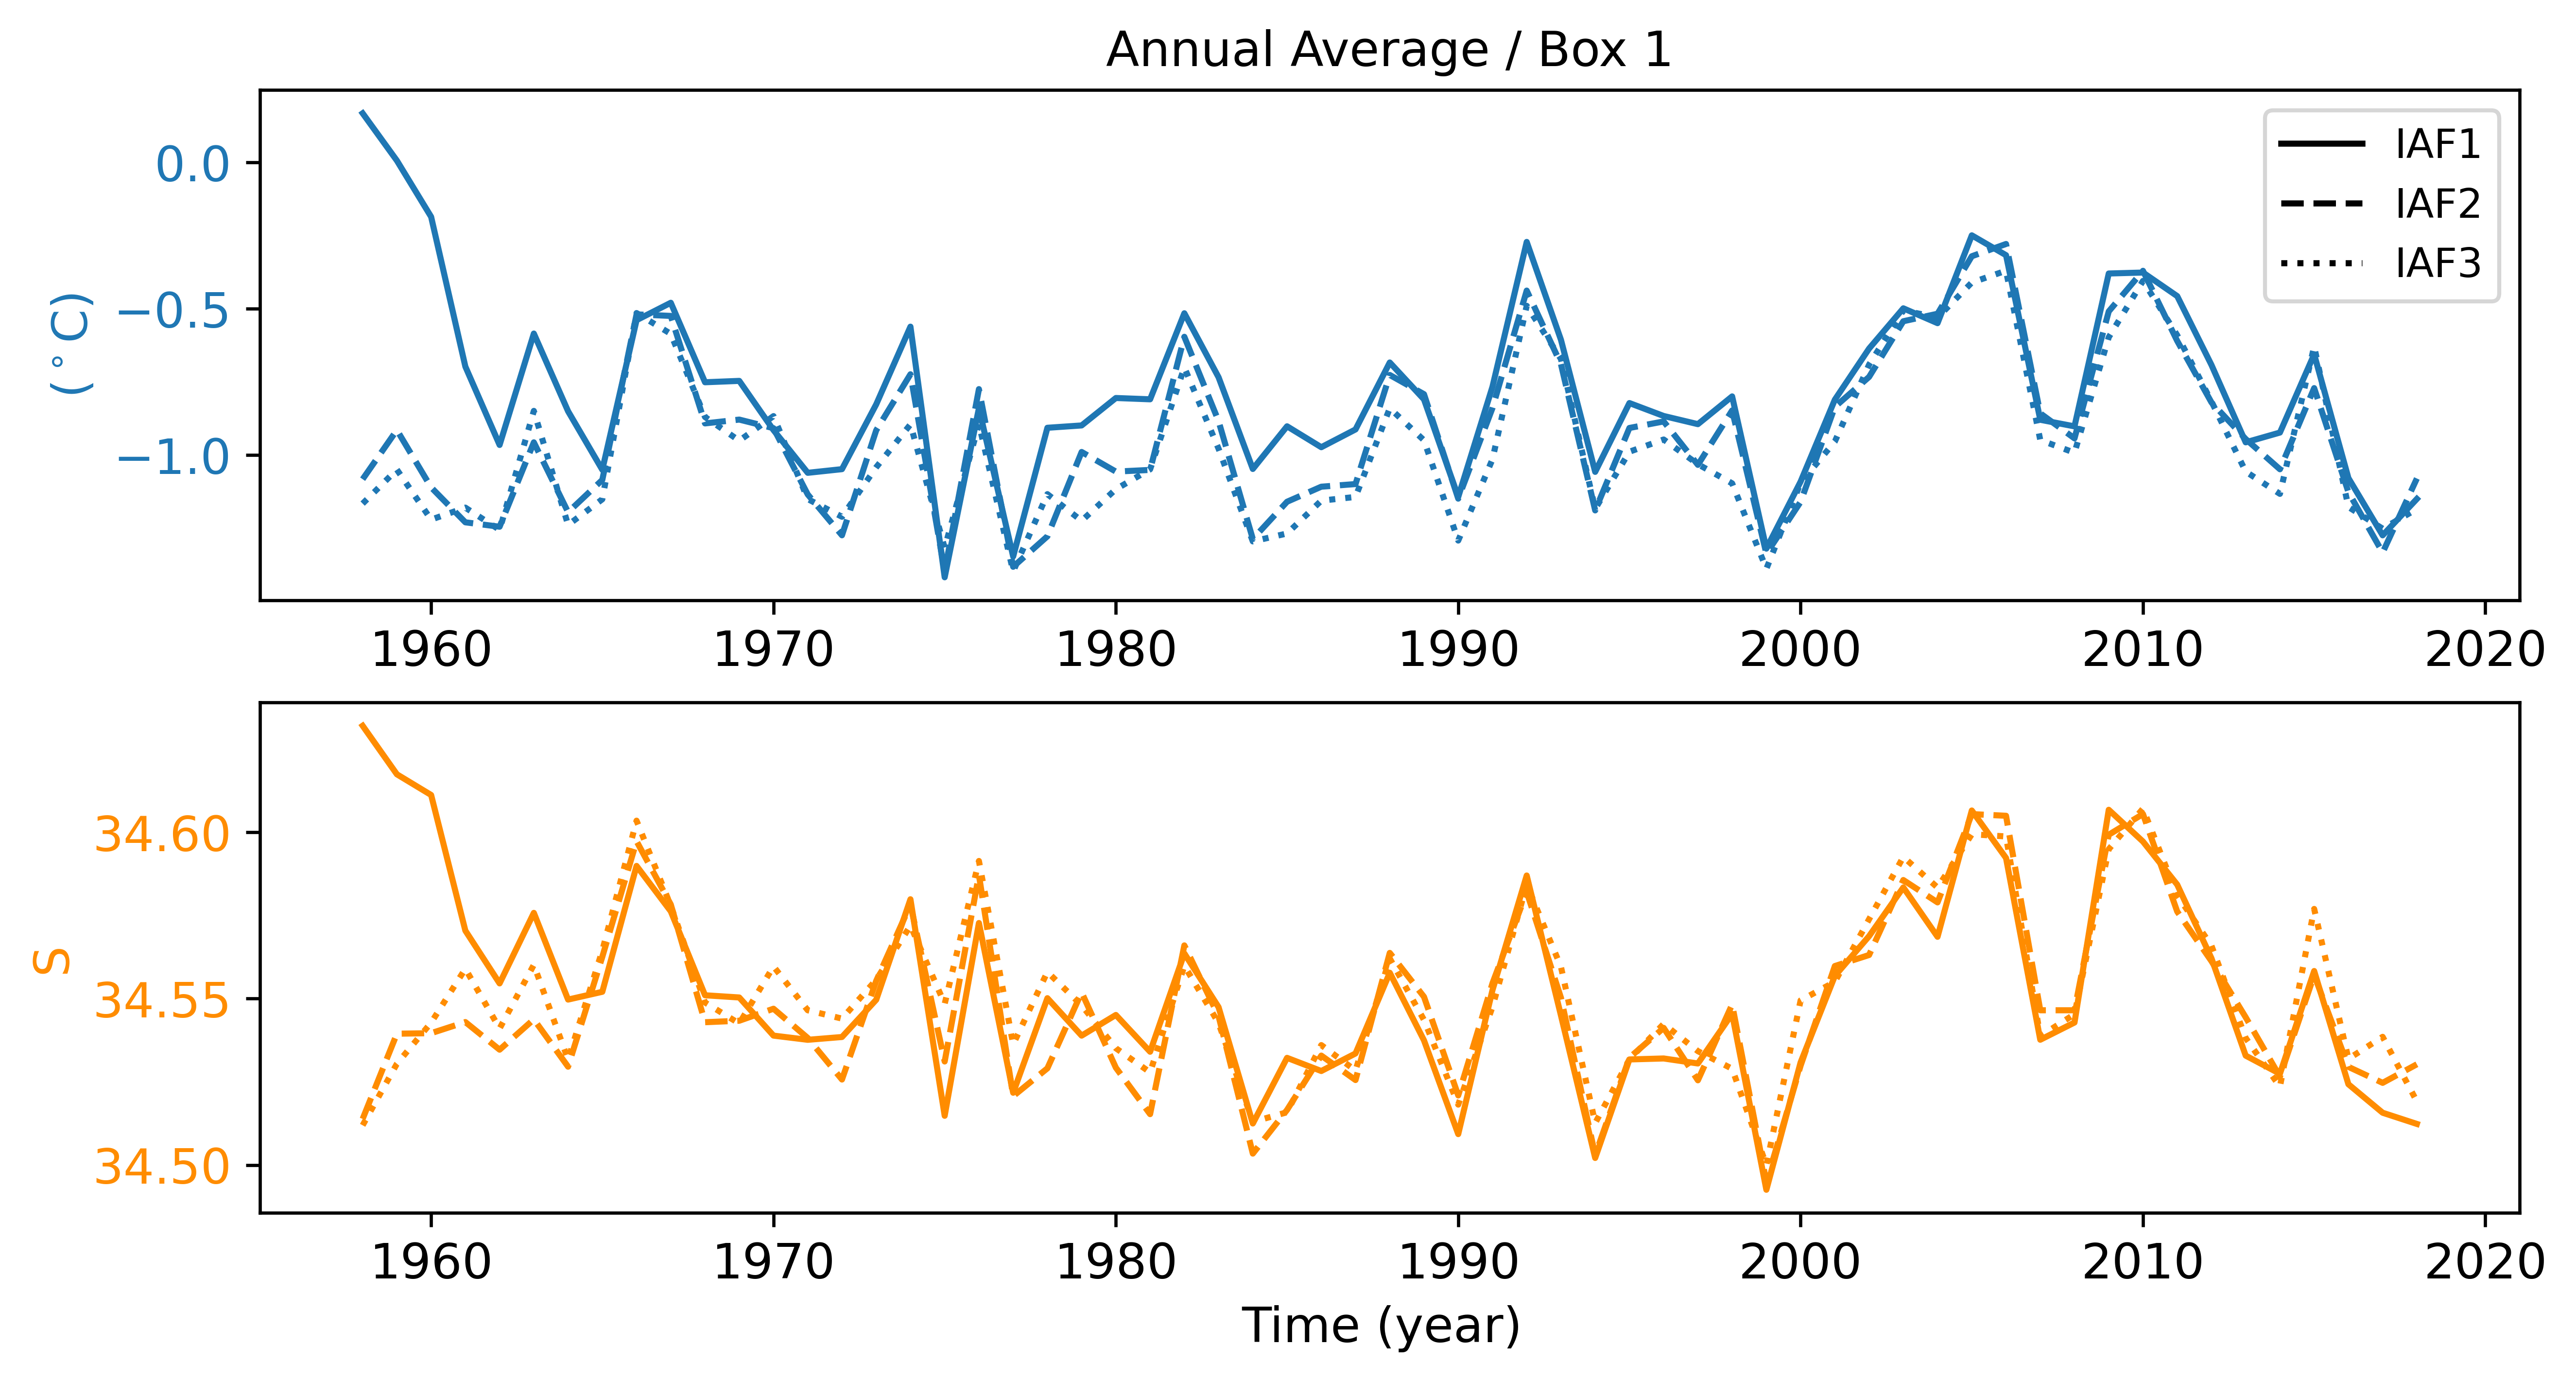 Annual Average / Box 1
(°C)
0.0
−0.5
−1.0
IAF1
IAF2
IAF3
1960 1970 1980 1990 2000 2010 2020
S
34.60
34.55
34.50
1960 1970 1980 1990 2000 2010 2020
Time (year)